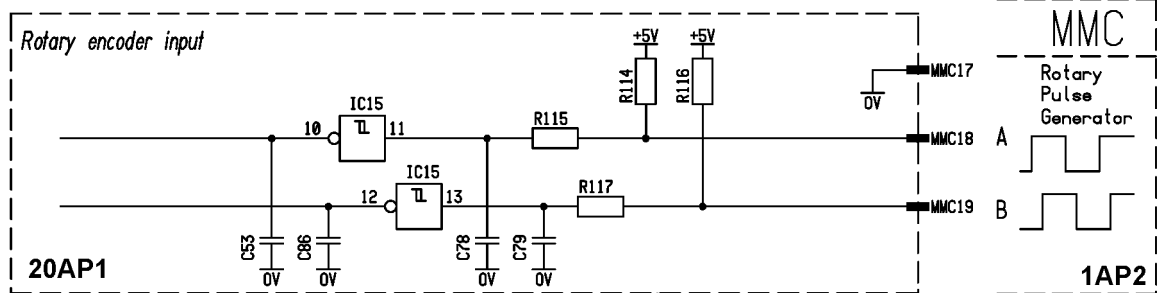 Rotary encoder input
+5V +5V
MMC
R114
R116
MMC17
0V
Rotary
Pulse
Generator
IC15
10
11
R115
MMC18
A
IC15
12
13
R117
MMC19
B
C53
C86
C78
C79
0V 0V 0V 0V
20AP1
1AP2